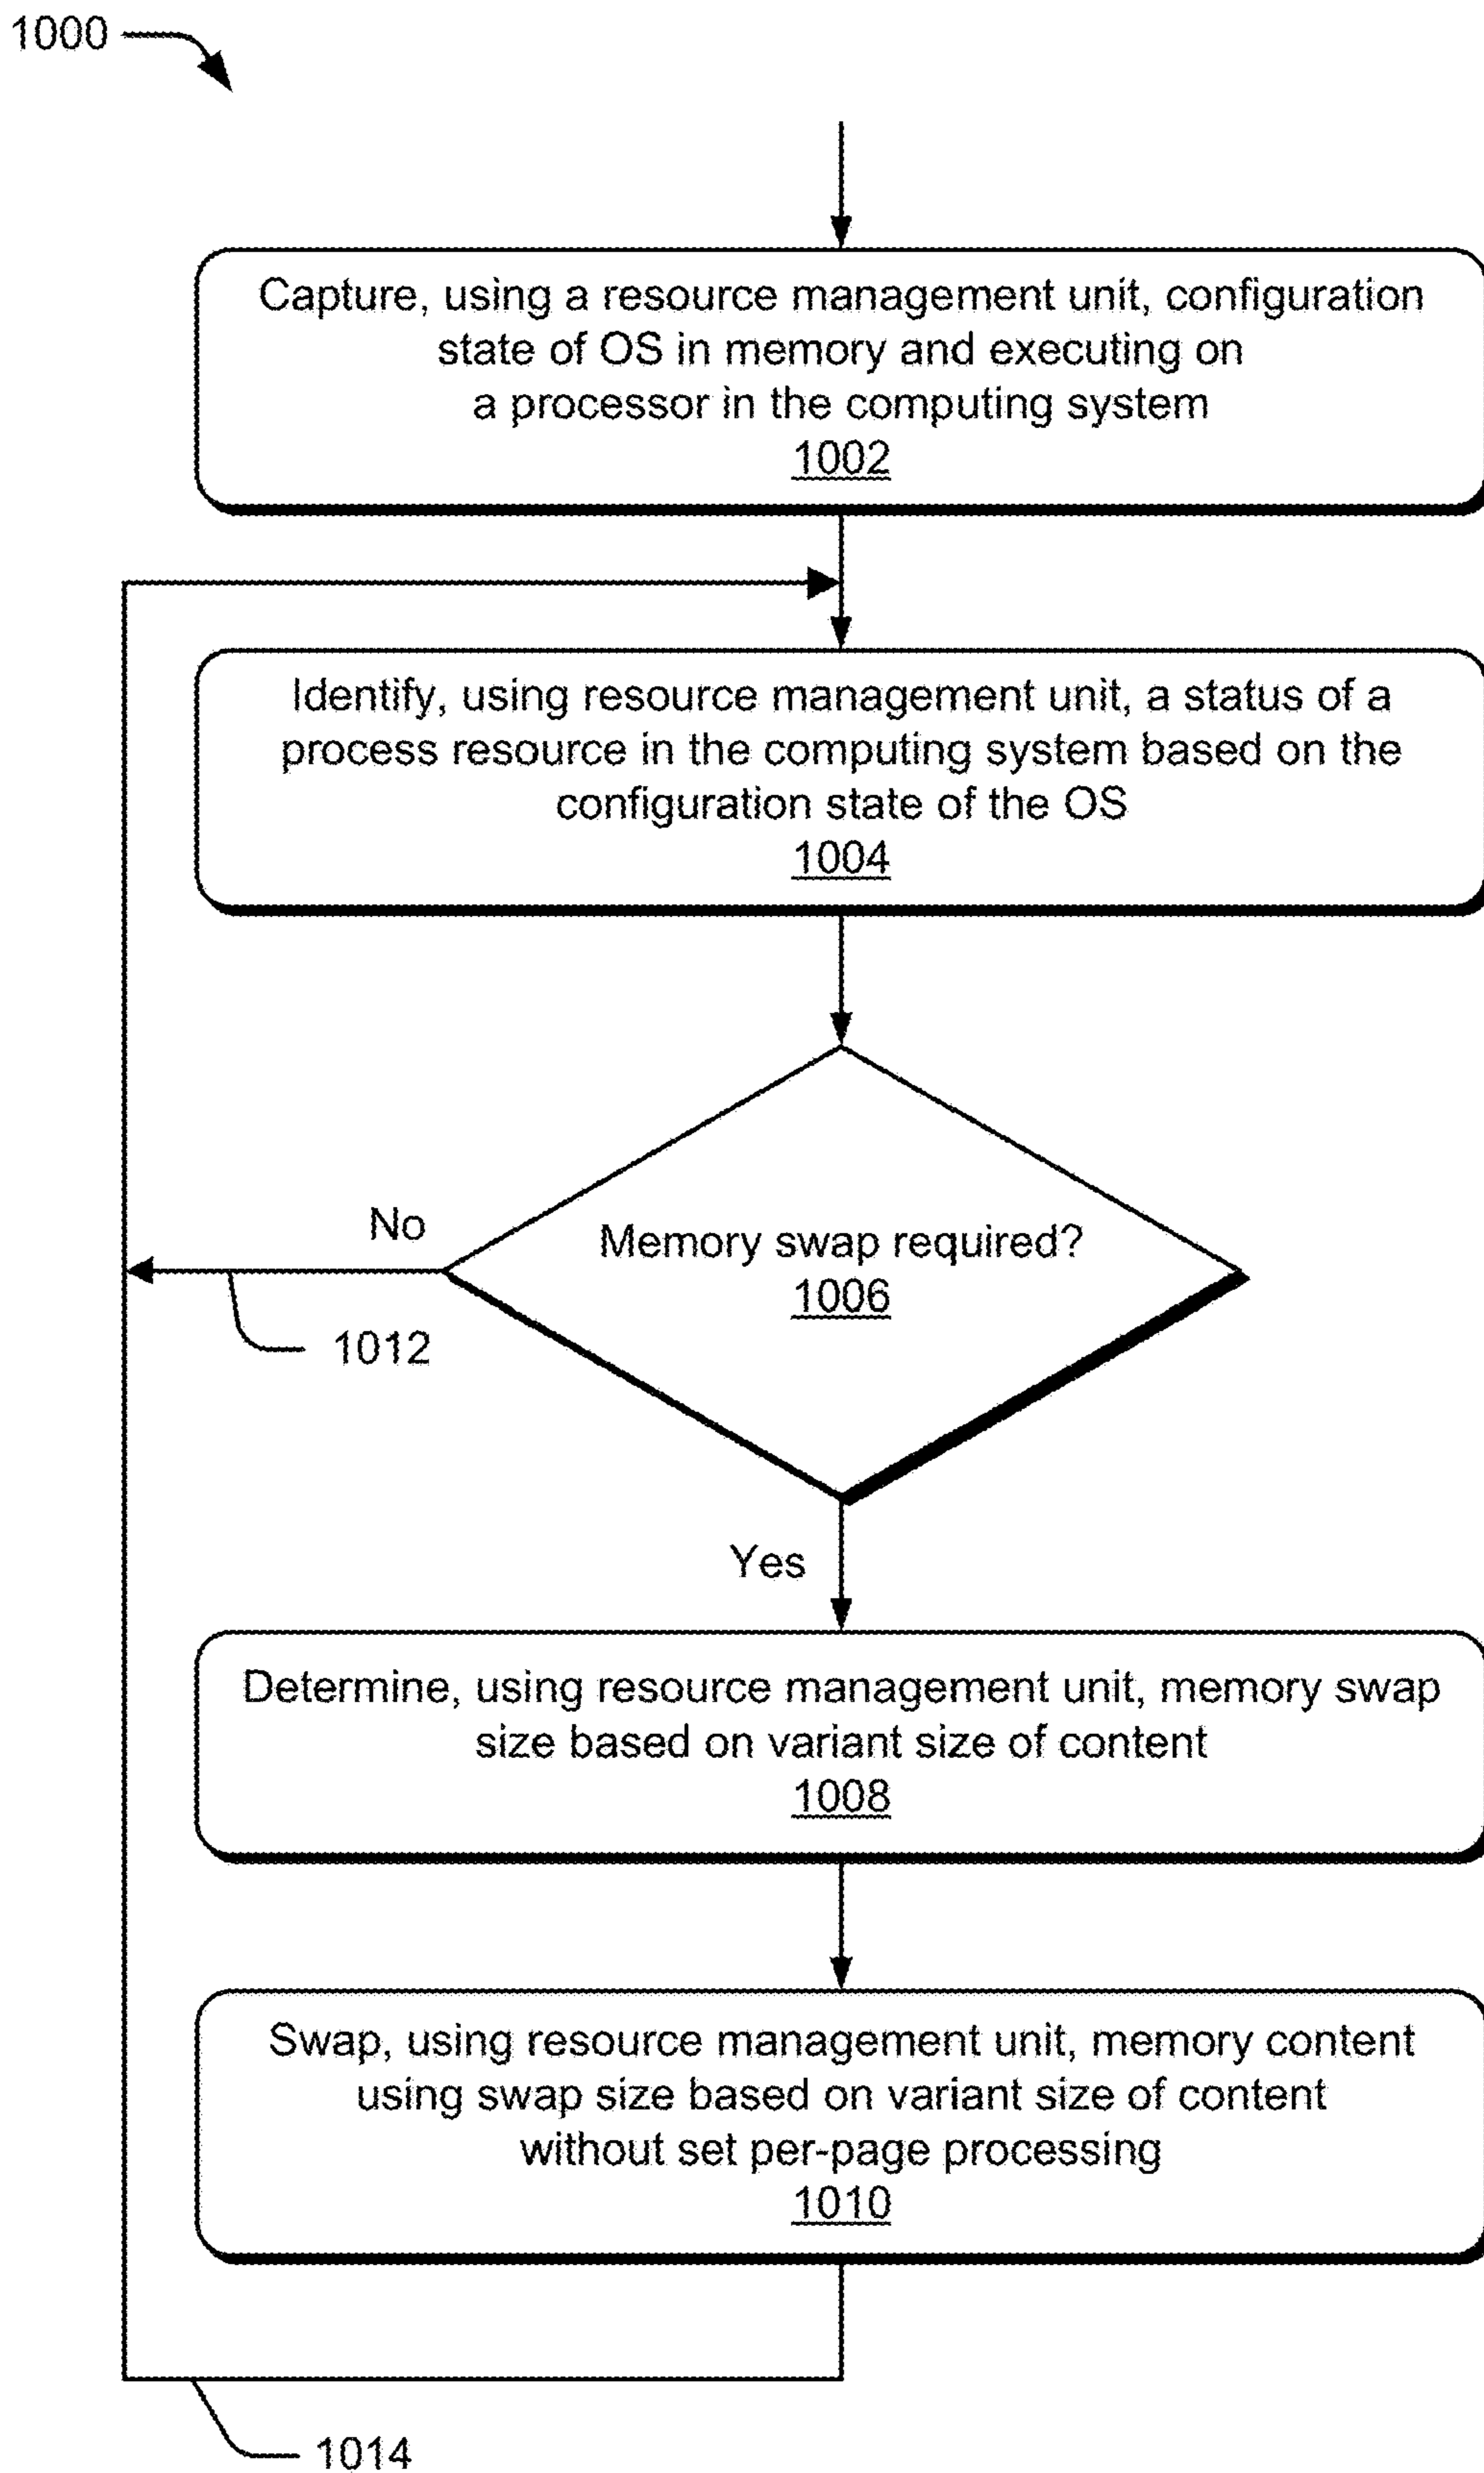 1000
Capture, using a resource management unit, configuration
state of OS in memory and executing on
a processor in the computing system
1002
Identify, using resource management unit, a status of a
process resource in the computing system based on the
configuration state of the OS
1004
No
Memory swap required?
1006
1012
Yes
Determine, using resource management unit, memory swap
size based on variant size of content
1008
Swap, using resource management unit, memory content
using swap size based on variant size of content
without set per-page processing
1010
1014